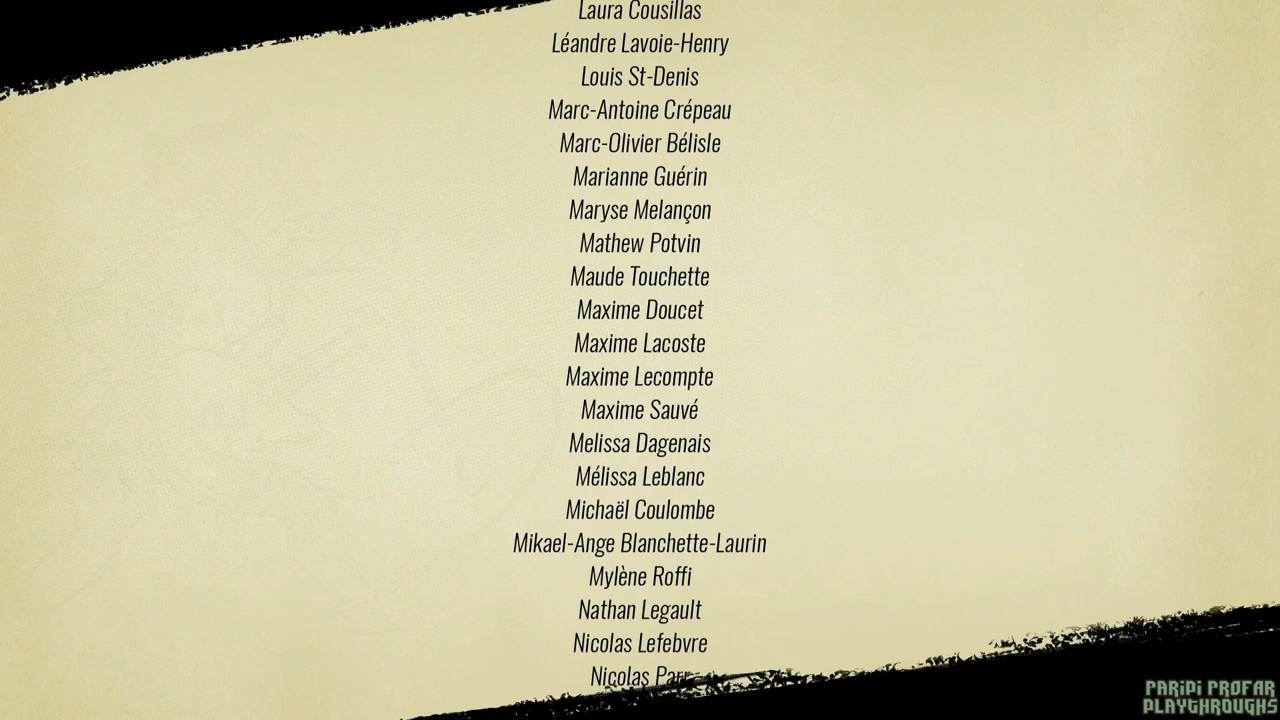 Laura Cousillas
Léandre Lavoie-Henry
Louis St-Denis
Marc-Antoine Crépeau
Marc-Olivier Bélisle
Marianne Guérin
Maryse Melançon
Mathew Potvin
Maude Touchette
Maxime Doucet
Maxime Lacoste
Maxime Lecompte
Maxime Sauvé
Melissa Dagenais
Mélissa Leblanc
Michaël Coulombe
Mikael-Ange Blanchette-Laurin
Mylène Roffi
Nathan Legault
Nicolas Lefebvre
Nicolas
PARIPI PROFAR
PLAYTHROUGHS